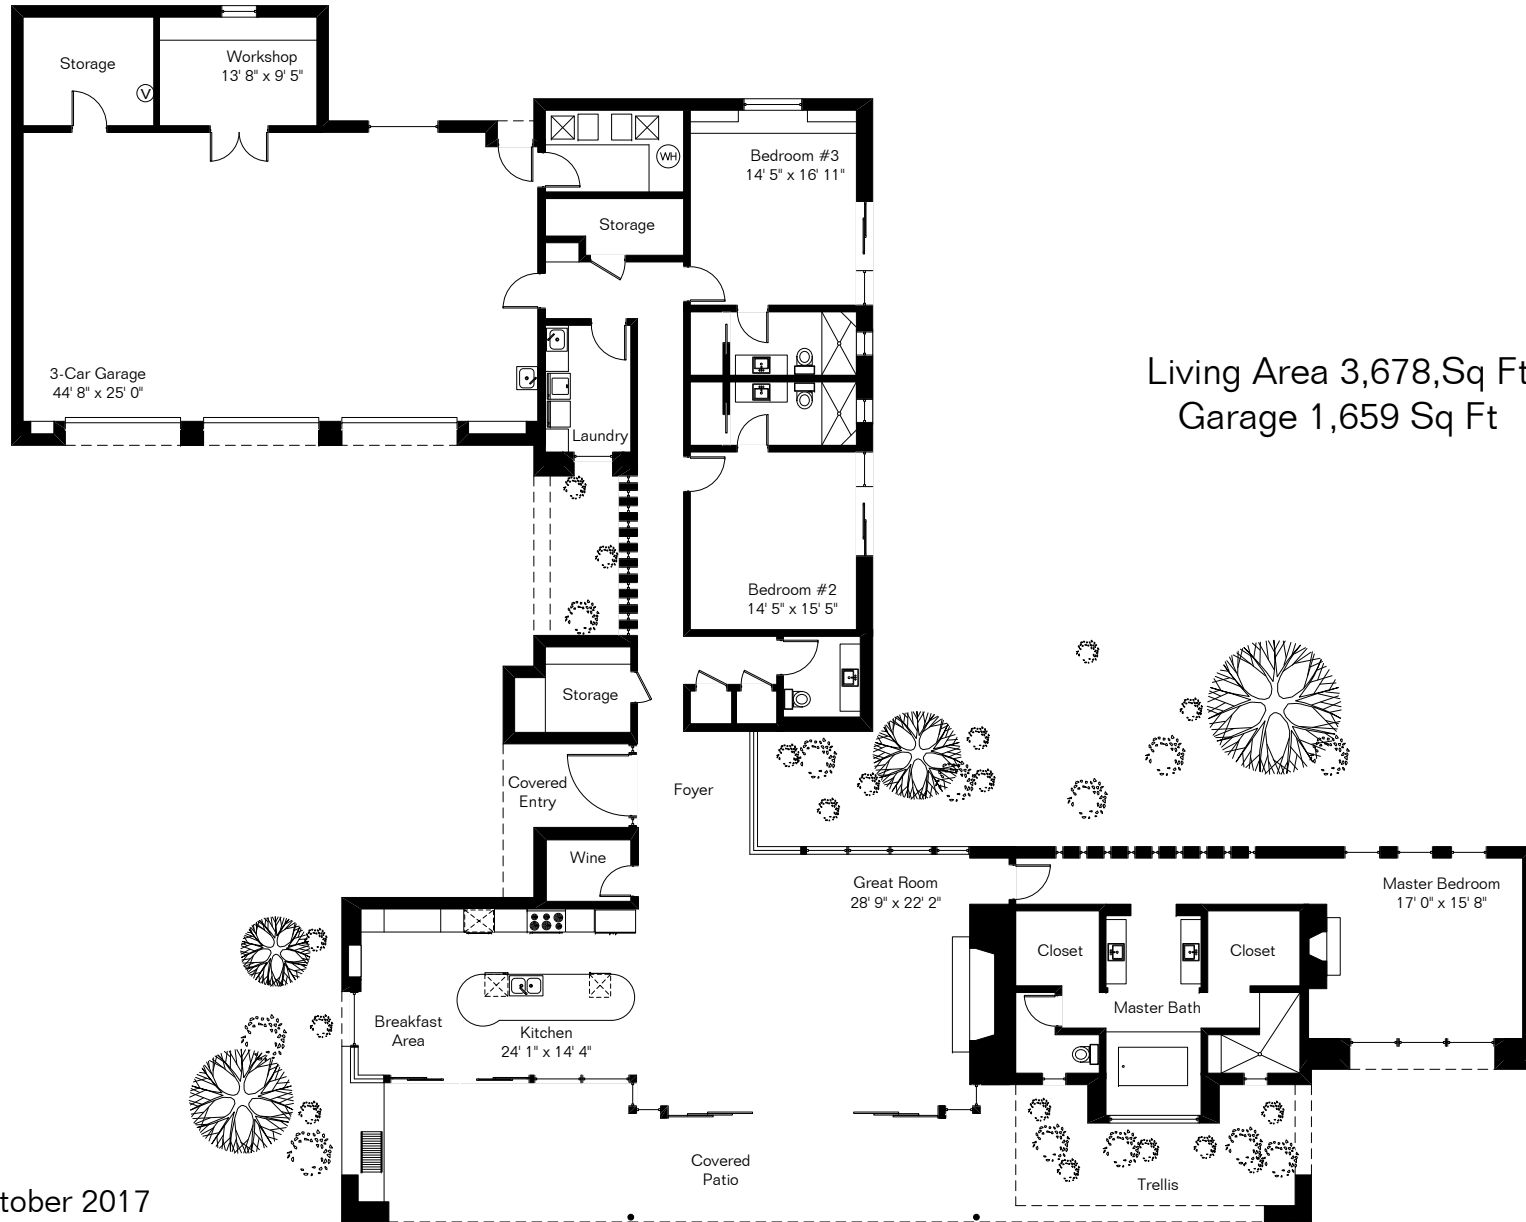 Storage
Workshop
13' 8" x 9' 5"
V
WH
Bedroom #3
14' 5" x 16' 11"
Storage
3-Car Garage
44' 8" x 25' 0"
Living Area 3,678,Sq Ft
Garage 1,659 Sq Ft
Laundry
Bedroom #2
14' 5" x 15' 5"
Storage
Covered
Entry
Foyer
Wine
Great Room
28' 9" x 22' 2"
Master Bedroom
17' 0" x 15' 8"
Closet
Closet
Master Bath
Breakfast
Area
Kitchen
24' 1" x 14' 4"
Covered
Patio
Trellis
tober 2017